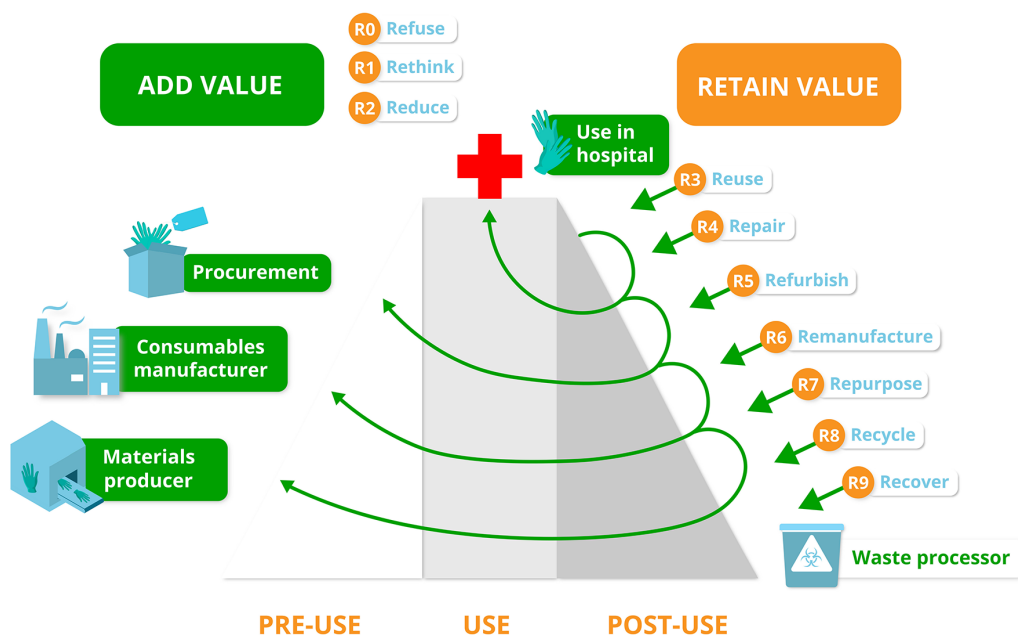 ADD VALUE
R0 Refuse
R1 Rethink
R2 Reduce
RETAIN VALUE
Use in
hospital
R3 Reuse
R4 Repair
R5 Refurbish
R6 Remanufacture
R7 Repurpose
R8 Recycle
R9 Recover
Procurement
Consumables
manufacturer
Materials
producer
Waste processor
PRE-USE
USE
POST-USE